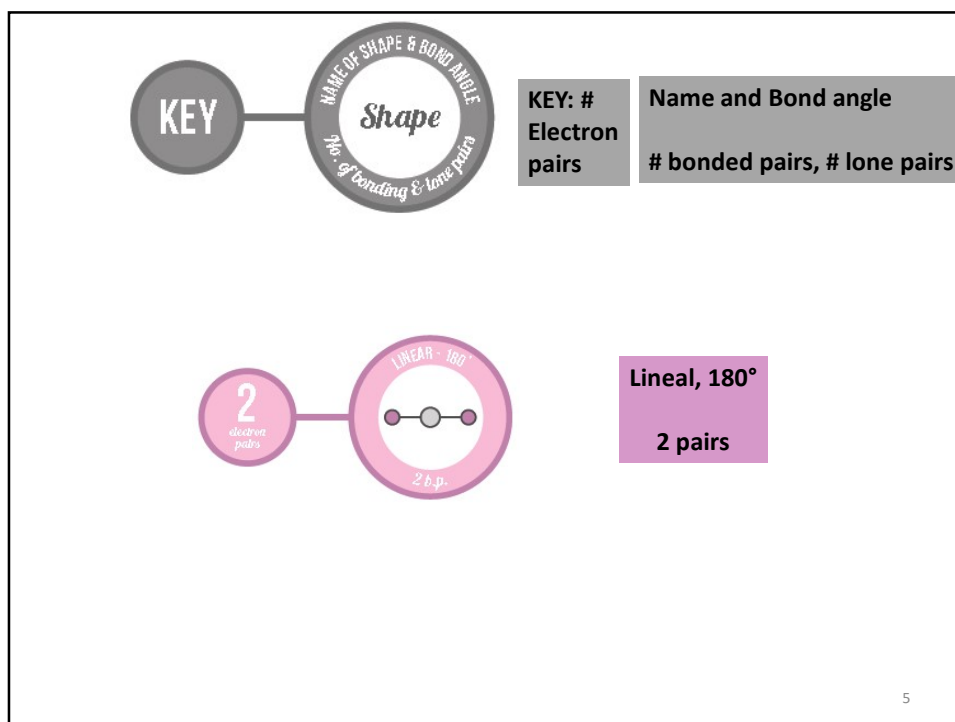 KEY
NAME OF SHAPE & BOND ANGLE
Shape
No. of bonding & lone pairs
KEY: #
Electron
pairs
Name and Bond angle
# bonded pairs, # lone pairs
2
electron
pairs
LINEAR - 180°
2 b.p.
Lineal, 180°
2 pairs
5